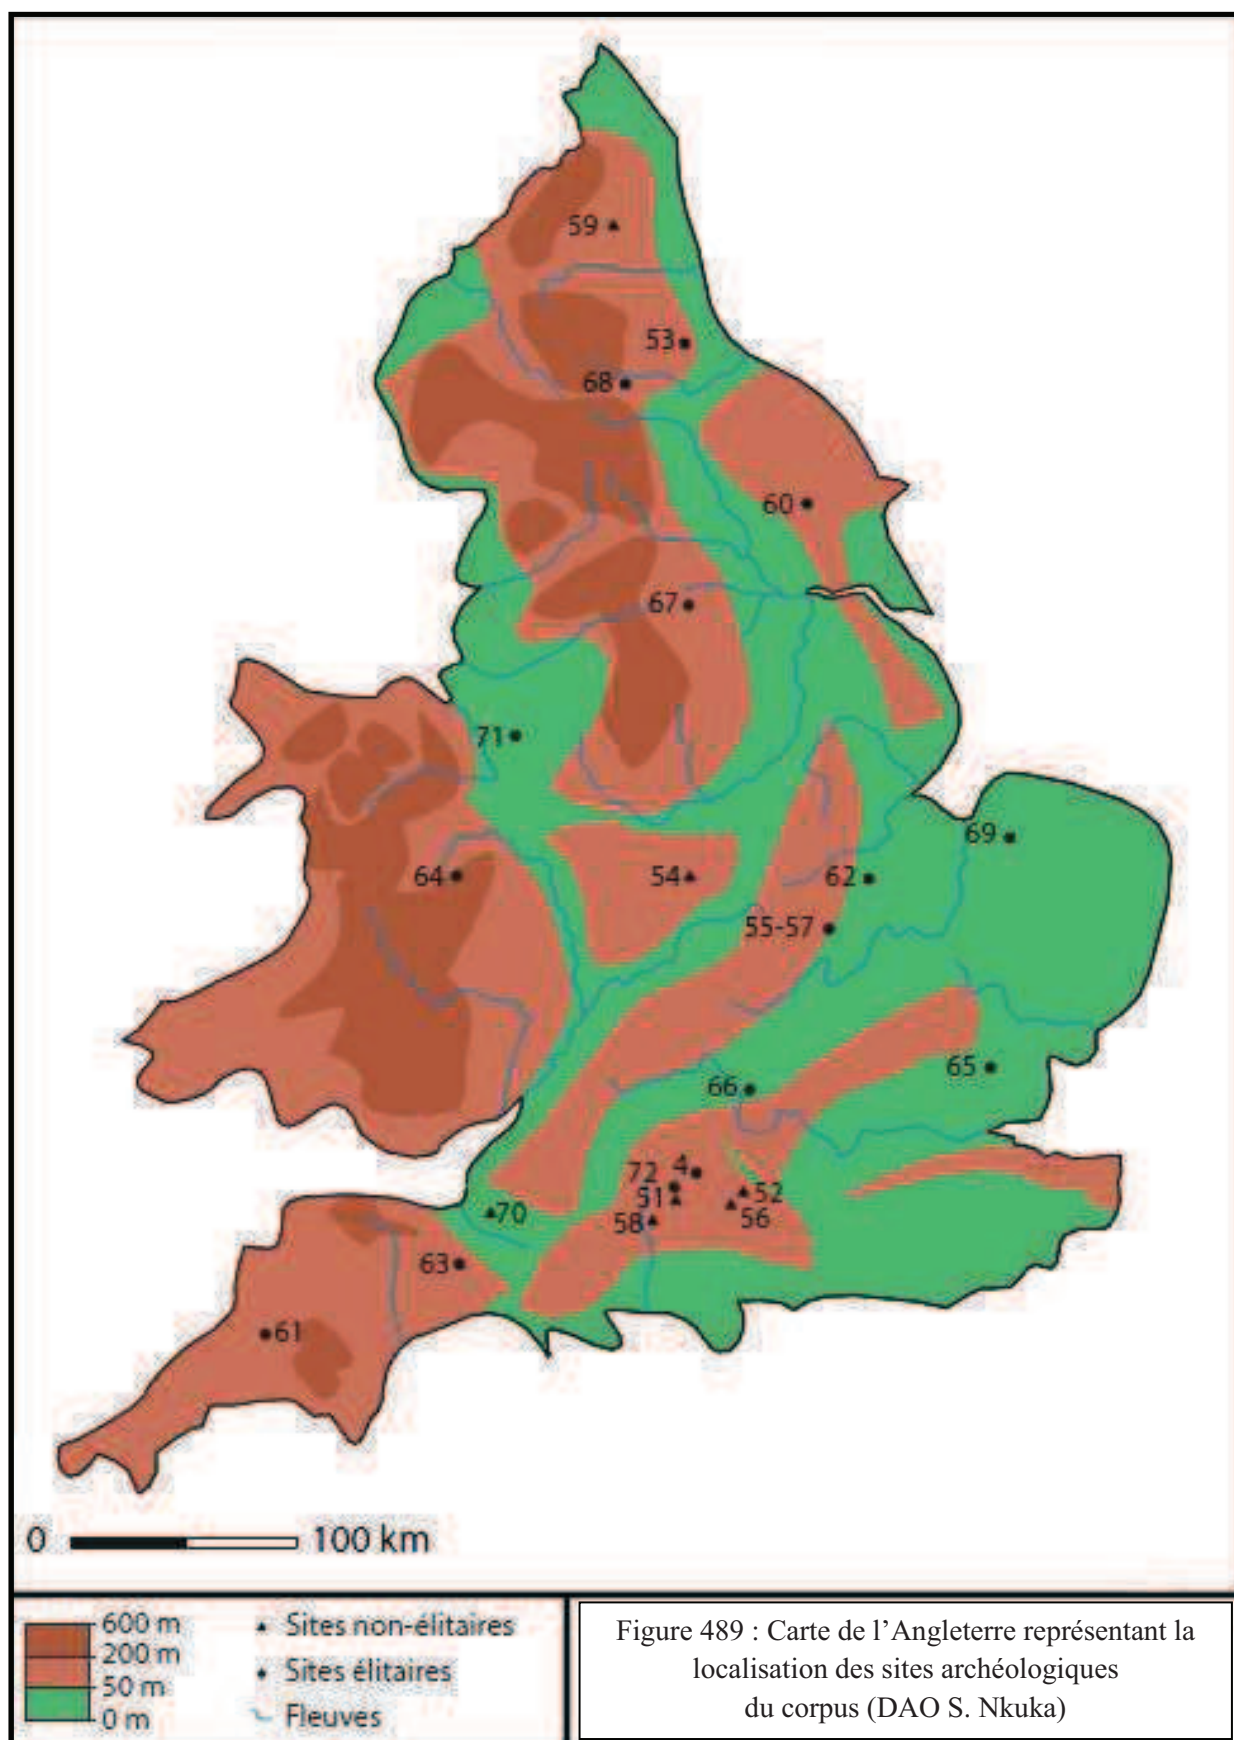 59
53
68
60
67
71
69
64
54
62
55-57
65
66
4
72
51
52
56
58
70
63
61
0
100 km
600 m
200 m
50 m
0 m
Sites non-élitaires
Sites élitaires
Fleuves
Figure 489 : Carte de l’Angleterre représentant la
localisation des sites archéologiques
du corpus (DAO S. Nkuka)